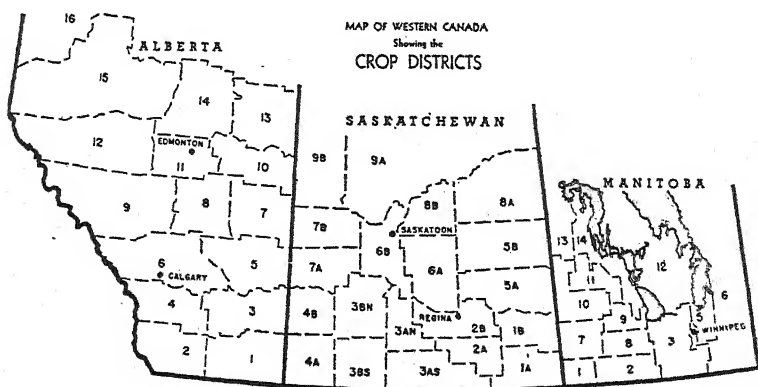 MAP OF WESTERN CANADA
Showing the
CROP DISTRICTS
ALBERTA
16
15
14
13
12
EDMONTON
11
10
9
8
7
6
CALGARY
5
4
3
2
1
SASKATCHEWAN
9B
9A
8B
8A
7B
SASKATOON
6B
5B
7A
6A
5A
4B
3BN
REGINA
3AN
2B
1B
4A
3BS
3AS
2A
1A
MANITOBA
13
14
12
11
6
10
9
5
WINNIPEG
7
8
3
1
2